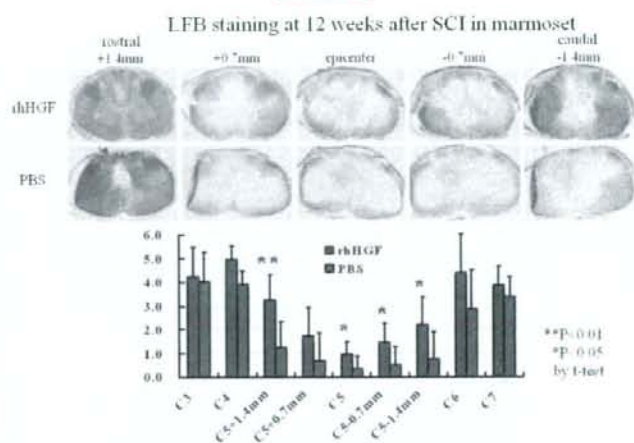 LFB staining at 12 weeks after SCI in marmoset
rostral
+1.4mm
+0.7mm
epicenter
-0.7mm
caudal
-1.4mm
rhHGF
PBS
6.0
5.0
4.0
3.0
2.0
1.0
0.0
**
*
*
*
rhHGF
PBS
C3
C4
C5+1.4mm
C5+0.7mm
C5
C5-0.7mm
C5-1.4mm
C6
C7
**P<0.01
*P<0.05
by t-test